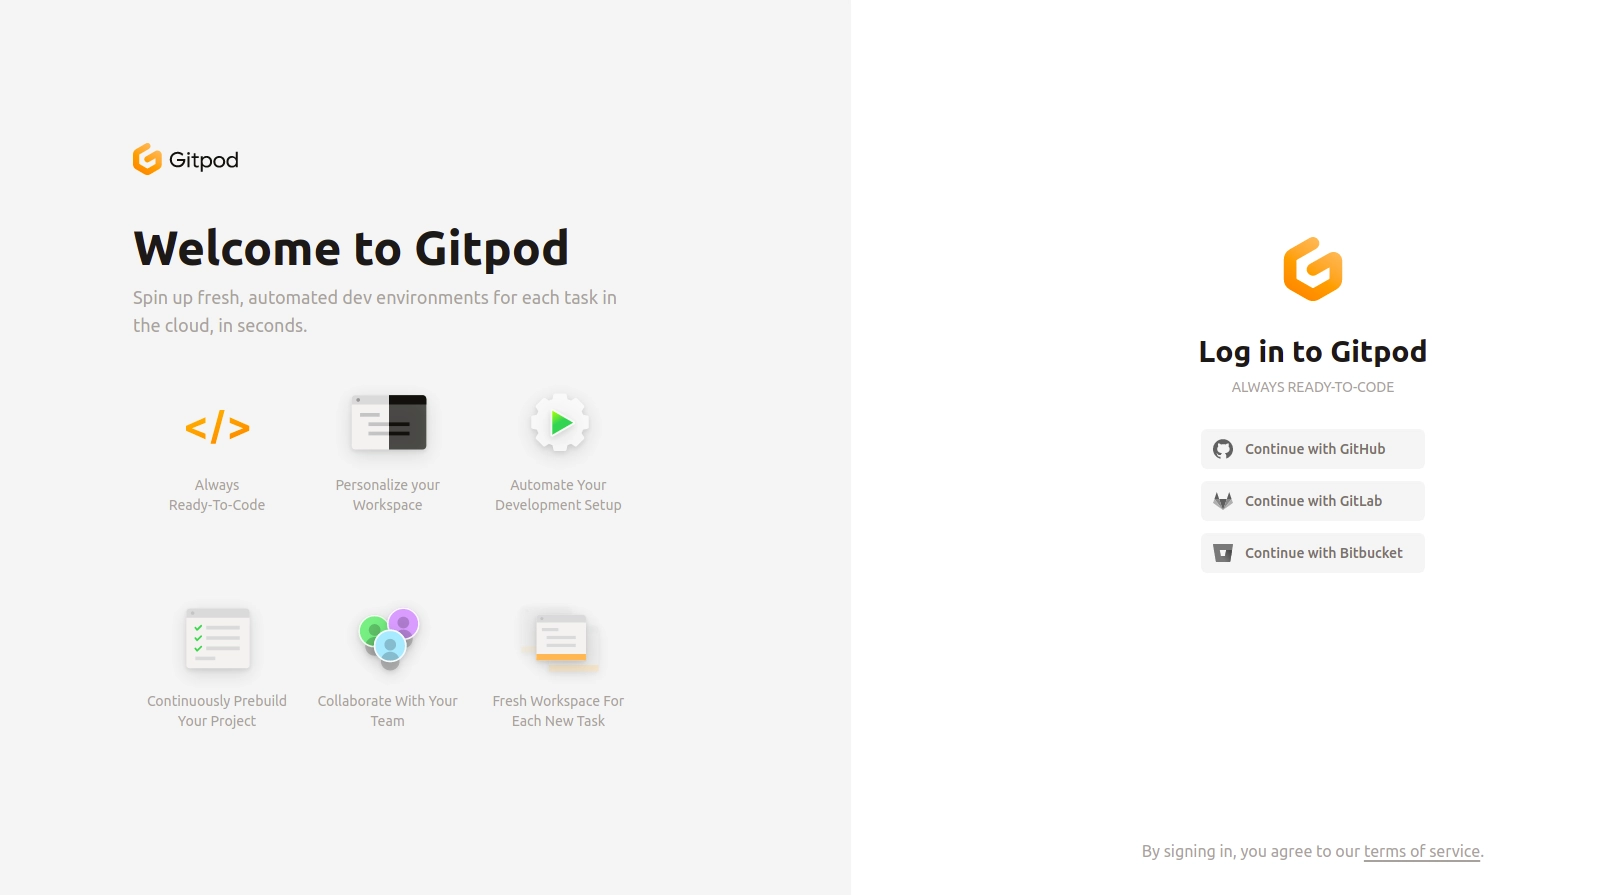 Gitpod
Welcome to Gitpod
Spin up fresh, automated dev environments for each task in
the cloud, in seconds.
</>
Always
Ready-To-Code
Personalize your
Workspace
Automate Your
Development Setup
Continuously Prebuild
Your Project
Collaborate With Your
Team
Fresh Workspace For
Each New Task
Log in to Gitpod
ALWAYS READY-TO-CODE
Continue with GitHub
Continue with GitLab
Continue with Bitbucket
By signing in, you agree to our terms of service.